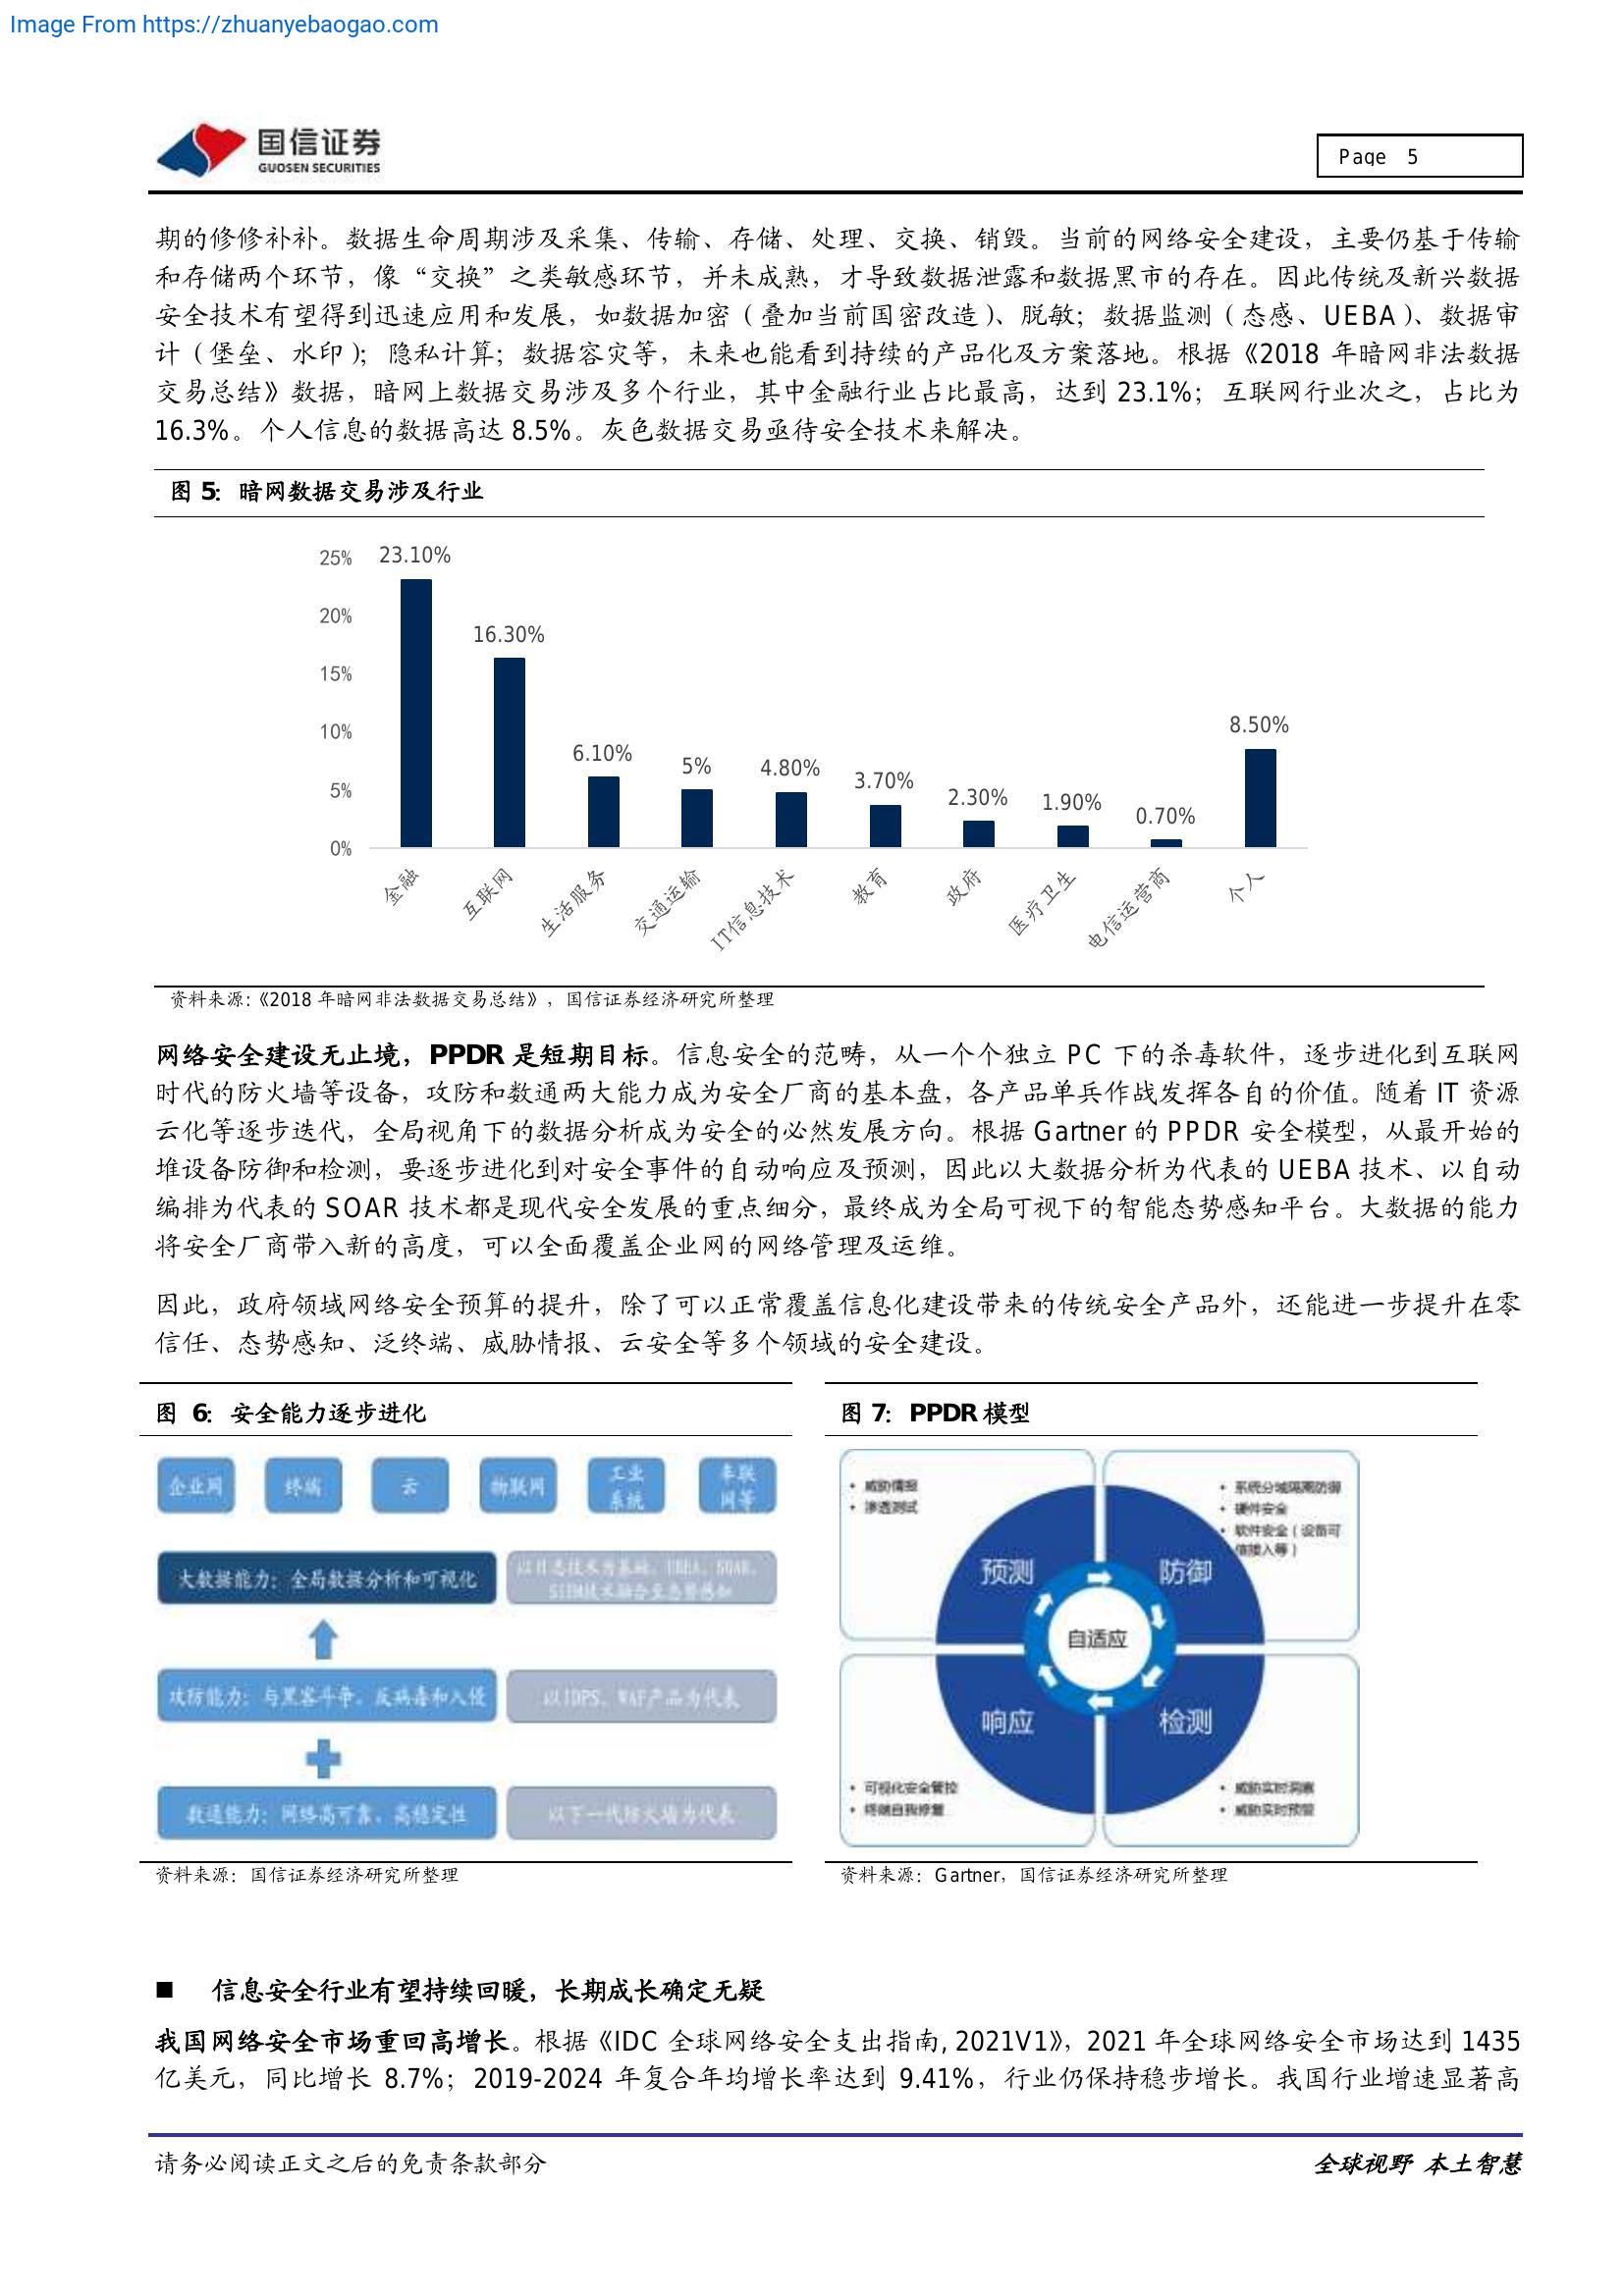 Image From https://zhuanyebaogao.com
国信证券
GUOSEN SECURITIES
Page 5
期的修修补补。数据生命周期涉及采集、传输、存储、处理、交换、销毁。当前的网络安全建设，主要仍基于传输
和存储两个环节，像“交换”之类敏感环节，并未成熟，才导致数据泄露和数据黑市的存在。因此传统及新兴数据
安全技术有望得到迅速应用和发展，如数据加密（叠加当前国密改造）、脱敏；数据监测（态感、UEBA）、数据审
计（堡垒、水印）；隐私计算；数据容灾等，未来也能看到持续的产品化及方案落地。根据《2018 年暗网非法数据
交易总结》数据，暗网上数据交易涉及多个行业，其中金融行业占比最高，达到 23.1%；互联网行业次之，占比为
16.3%。个人信息的数据高达 8.5%。灰色数据交易亟待安全技术来解决。
图 5：暗网数据交易涉及行业
25%
20%
15%
10%
5%
0%
23.10%
16.30%
6.10%
5%
4.80%
3.70%
2.30%
1.90%
0.70%
8.50%
金融
互联网
生活服务
交通运输
IT信息技术
教育
政府
医疗卫生
电信运营商
个人
资料来源：《2018 年暗网非法数据交易总结》，国信证券经济研究所整理
网络安全建设无止境，PPDR 是短期目标。信息安全的范畴，从一个个独立 PC 下的杀毒软件，逐步进化到互联网
时代的防火墙等设备，攻防和数通两大能力成为安全厂商的基本盘，各产品单兵作战发挥各自的价值。随着 IT 资源
云化等逐步迭代，全局视角下的数据分析成为安全的必然发展方向。根据 Gartner 的 PPDR 安全模型，从最开始的
堆设备防御和检测，要逐步进化到对安全事件的自动响应及预测，因此以大数据分析为代表的 UEBA 技术、以自动
编排为代表的 SOAR 技术都是现代安全发展的重点细分，最终成为全局可视下的智能态势感知平台。大数据的能力
将安全厂商带入新的高度，可以全面覆盖企业网的网络管理及运维。
因此，政府领域网络安全预算的提升，除了可以正常覆盖信息化建设带来的传统安全产品外，还能进一步提升在零
信任、态势感知、泛终端、威胁情报、云安全等多个领域的安全建设。
图 6：安全能力逐步进化
企业网
终端
云
物联网
工业
系统
车联
网等
大数据能力：全局数据分析和可视化
以日志技术为基础，UEBA、SOAR、
SIEM技术融合至态势感知
攻防能力：与黑客斗争，反病毒和入侵
以IDPS、WAF产品为代表
数通能力：网络高可靠，高稳定性
以下一代防火墙为代表
资料来源：国信证券经济研究所整理
图 7：PPDR 模型
• 威胁情报
• 渗透测试
• 系统分域隔离防御
• 硬件安全
• 软件安全（设备可
信接入等）
预测
防御
自适应
响应
检测
• 可视化安全管控
• 终端自我修复
• 威胁实时洞察
• 威胁实时预警
资料来源：Gartner，国信证券经济研究所整理
■ 信息安全行业有望持续回暖，长期成长确定无疑
我国网络安全市场重回高增长。根据《IDC 全球网络安全支出指南, 2021V1》，2021 年全球网络安全市场达到 1435
亿美元，同比增长 8.7%；2019-2024 年复合年均增长率达到 9.41%，行业仍保持稳步增长。我国行业增速显著高
请务必阅读正文之后的免责条款部分
全球视野 本土智慧